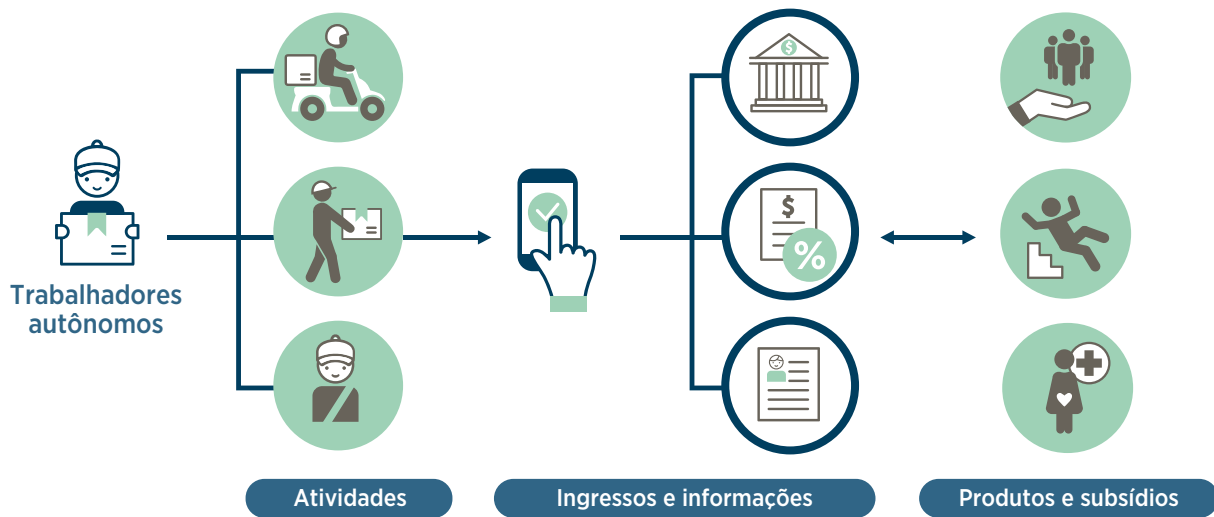 Trabalhadores
autônomos
$
$
%
Atividades
Ingressos e informações
Produtos e subsídios